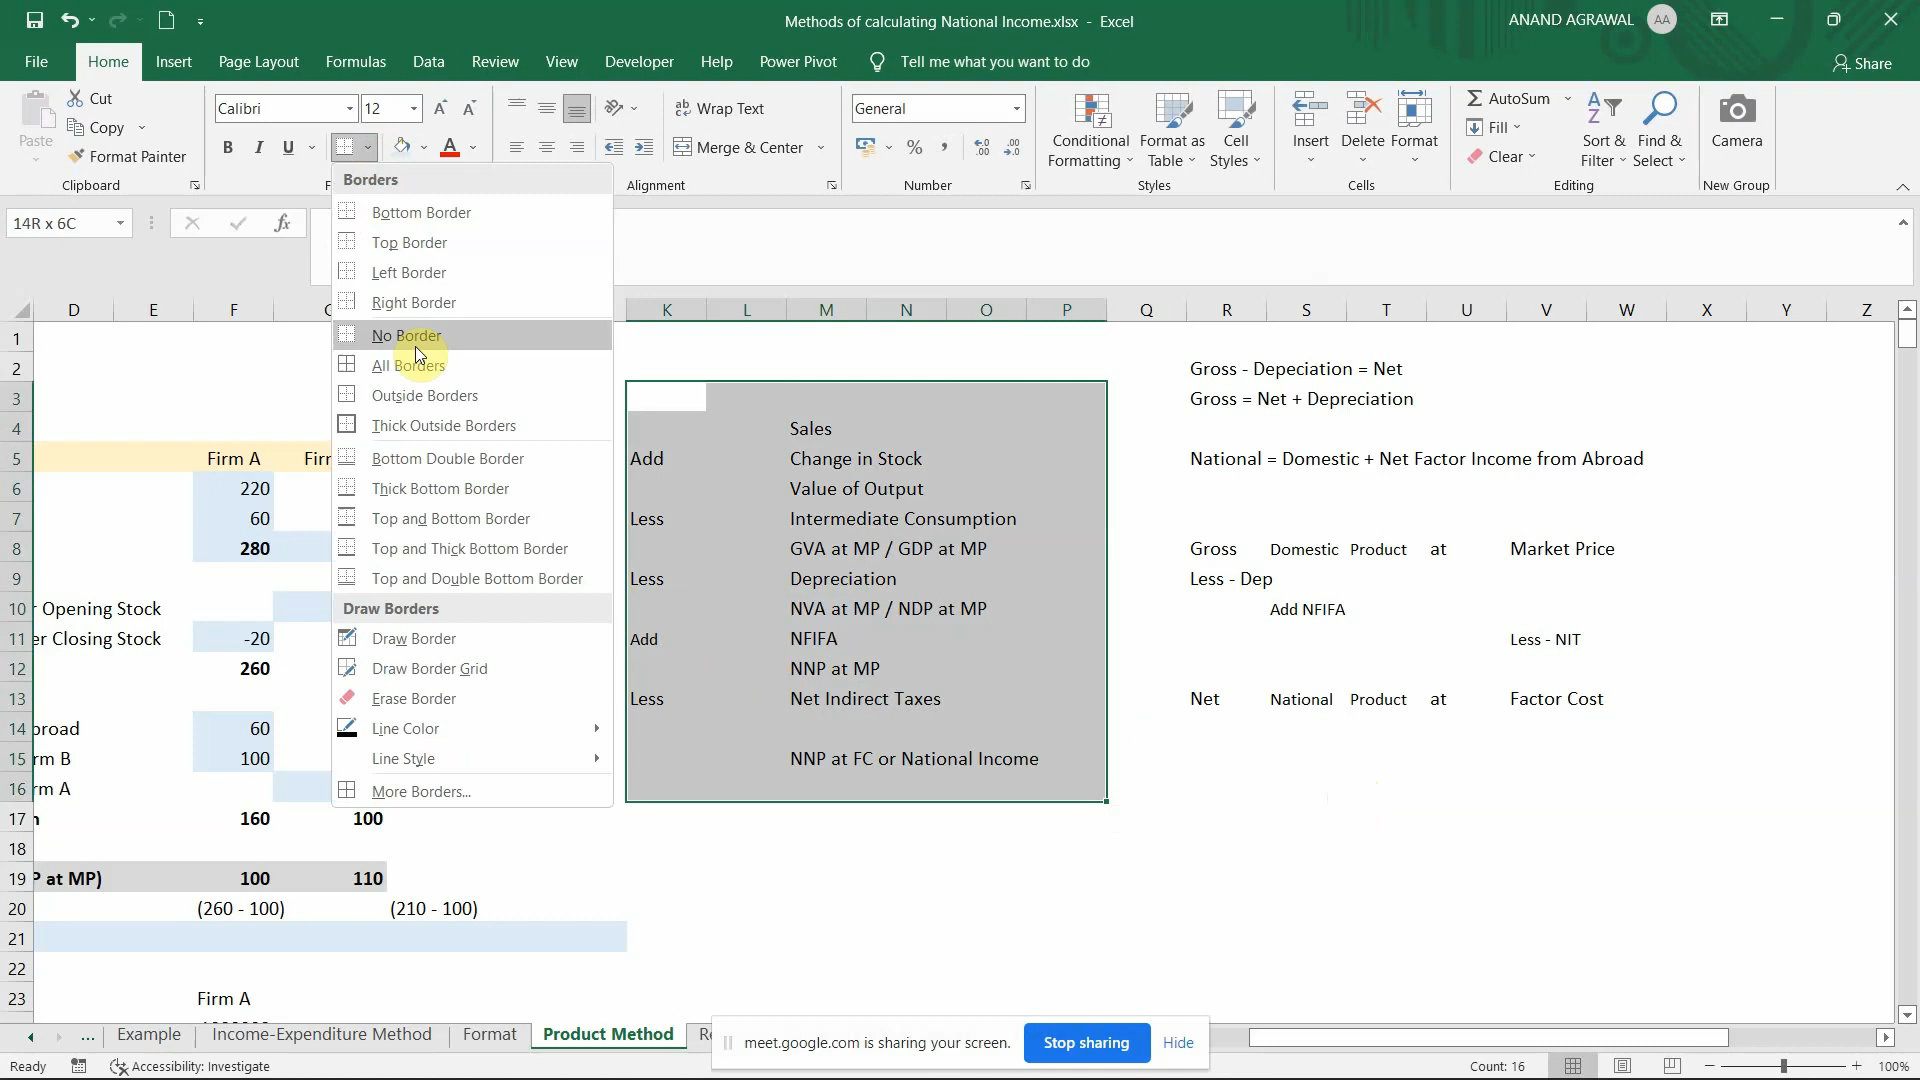 Methods of calculating National Income.xlsx - Excel
ANAND AGRAWAL AA
File Home Insert Page Layout Formulas Data Review View Developer Help Power Pivot Tell me what you want to do Share
Paste
Cut
Copy
Format Painter
Clipboard
Calibri 12
B I U A
F
Wrap Text
Merge & Center
Alignment
General
%
Number
Conditional Formatting
Format as Table
Cell Styles
Styles
Insert Delete Format
Cells
AutoSum
Fill
Clear
Sort & Filter
Find & Select
Editing
Camera
New Group
14R x 6C fx
Borders
Bottom Border
Top Border
Left Border
Right Border
No Border
All Borders
Outside Borders
Thick Outside Borders
Bottom Double Border
Thick Bottom Border
Top and Bottom Border
Top and Thick Bottom Border
Top and Double Bottom Border
Draw Borders
Draw Border
Draw Border Grid
Erase Border
Line Color
Line Style
More Borders...
D E F K L M N O P Q R S T U V W X Y Z
1
2 Gross - Depeciation = Net
3 Gross = Net + Depreciation
4 Sales
5 Firm A Firr Add Change in Stock National = Domestic + Net Factor Income from Abroad
6 220 Value of Output
7 60 Less Intermediate Consumption
8 280 GVA at MP / GDP at MP Gross Domestic Product at Market Price
9 Less Depreciation Less - Dep
10 Opening Stock NVA at MP / NDP at MP Add NFIFA
11 er Closing Stock -20 Add NFIFA Less - NIT
12 260 NNP at MP
13 Less Net Indirect Taxes Net National Product at Factor Cost
14 broad 60
15 rm B 100 NNP at FC or National Income
16 rm A
17 160 100
18
19 P at MP) 100 110
20 (260 - 100) (210 - 100)
21
22
23 Firm A
... Example Income-Expenditure Method Format Product Method Re
meet.google.com is sharing your screen. Stop sharing Hide
Ready Accessibility: Investigate Count: 16 100%